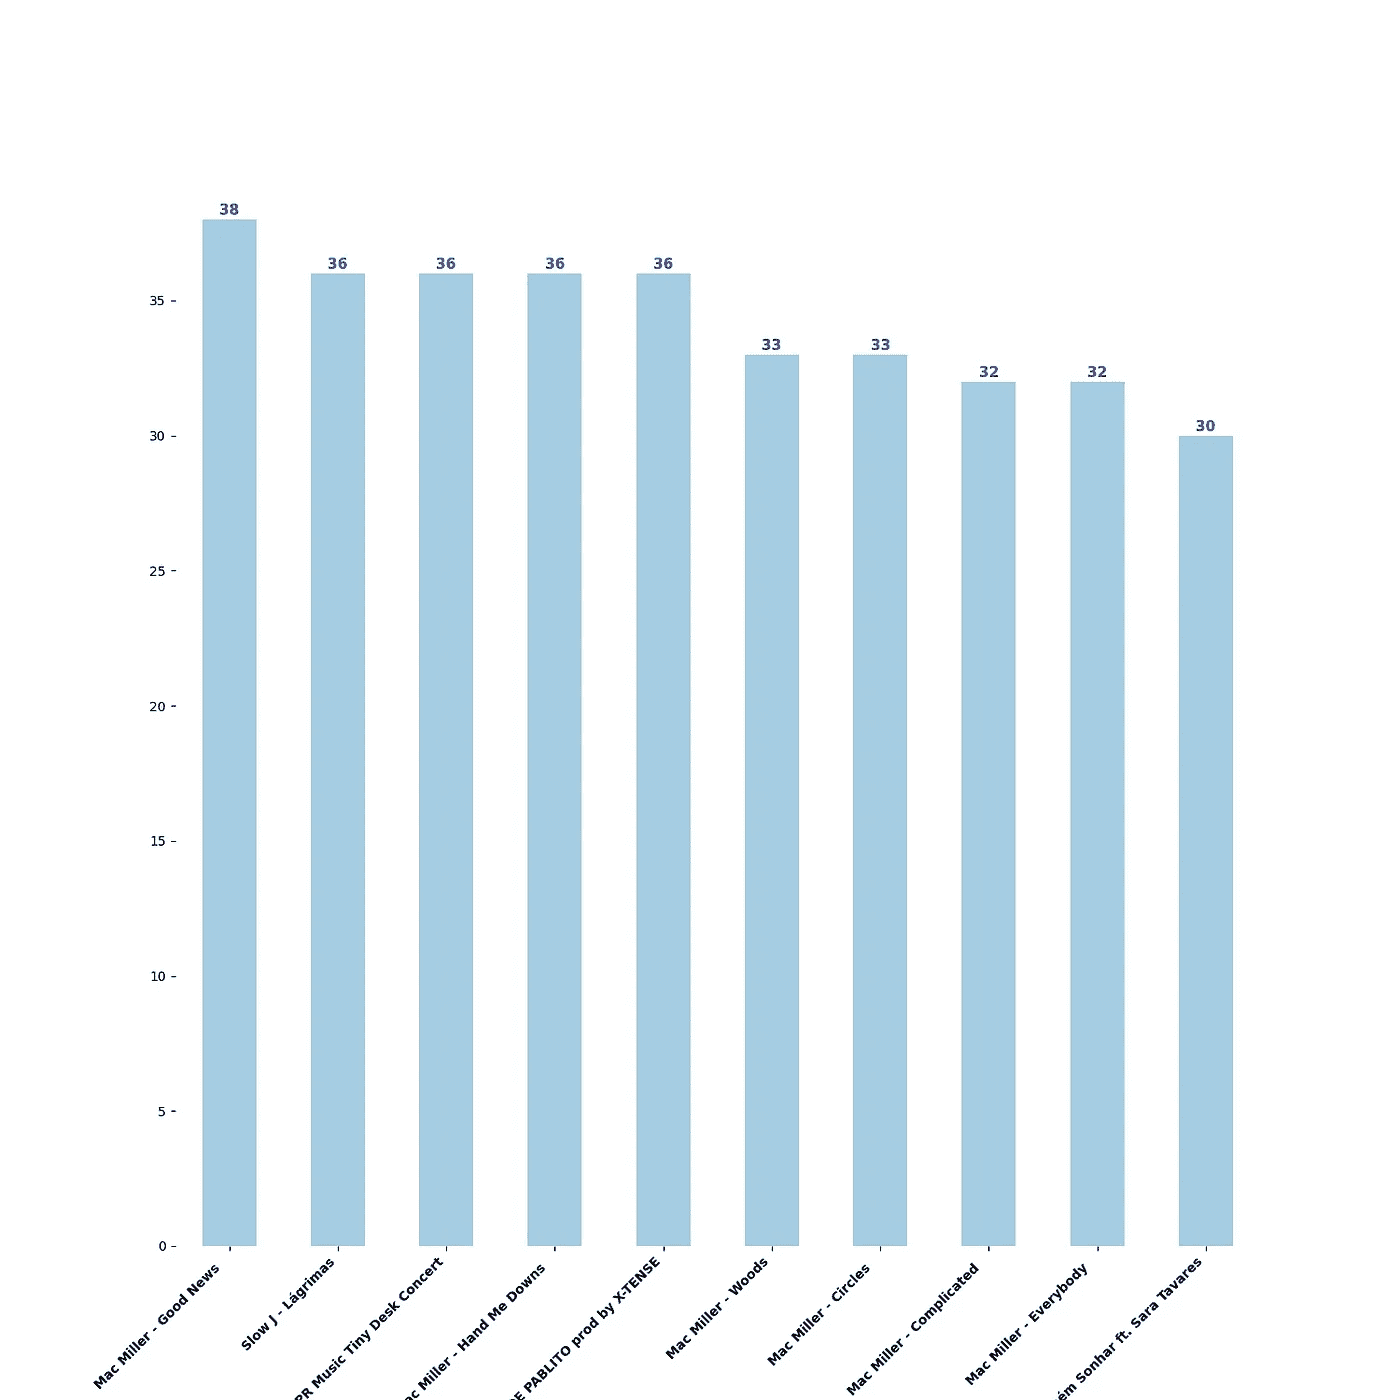 38
36
36
36
36
33
33
32
32
30
35
30
25
20
15
10
5
0
Mac Miller - Good News
Slow J - Lágrimas
Music Tiny Desk Concert
Miller - Hand Me Downs
PABLITO prod by X-TENSE
Mac Miller - Woods
Mac Miller - Circles
Mac Miller - Complicated
Mac Miller - Everybody
Sonhar ft. Sara Tavares